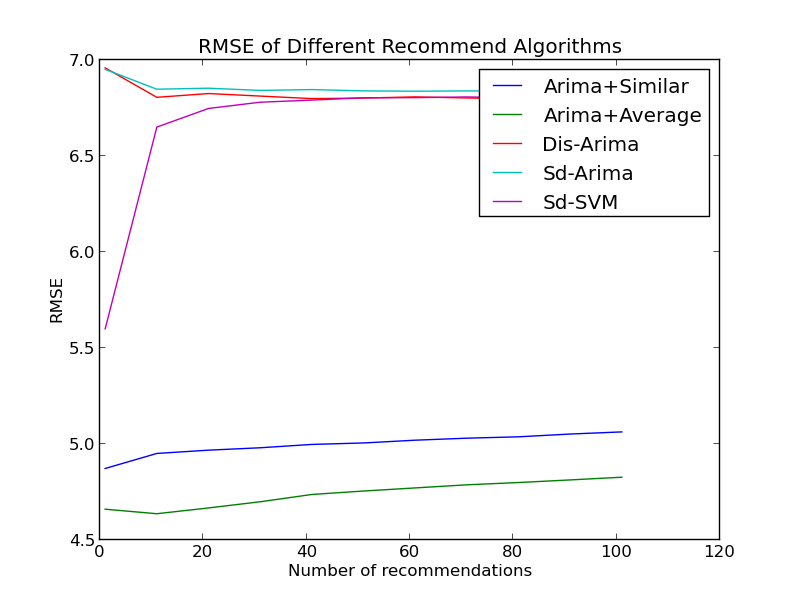 RMSE of Different Recommend Algorithms
7.0
6.5
6.0
5.5
5.0
4.5
RMSE
Arima+Similar
Arima+Average
Dis-Arima
Sd-Arima
Sd-SVM
0 20 40 60 80 100 120
Number of recommendations